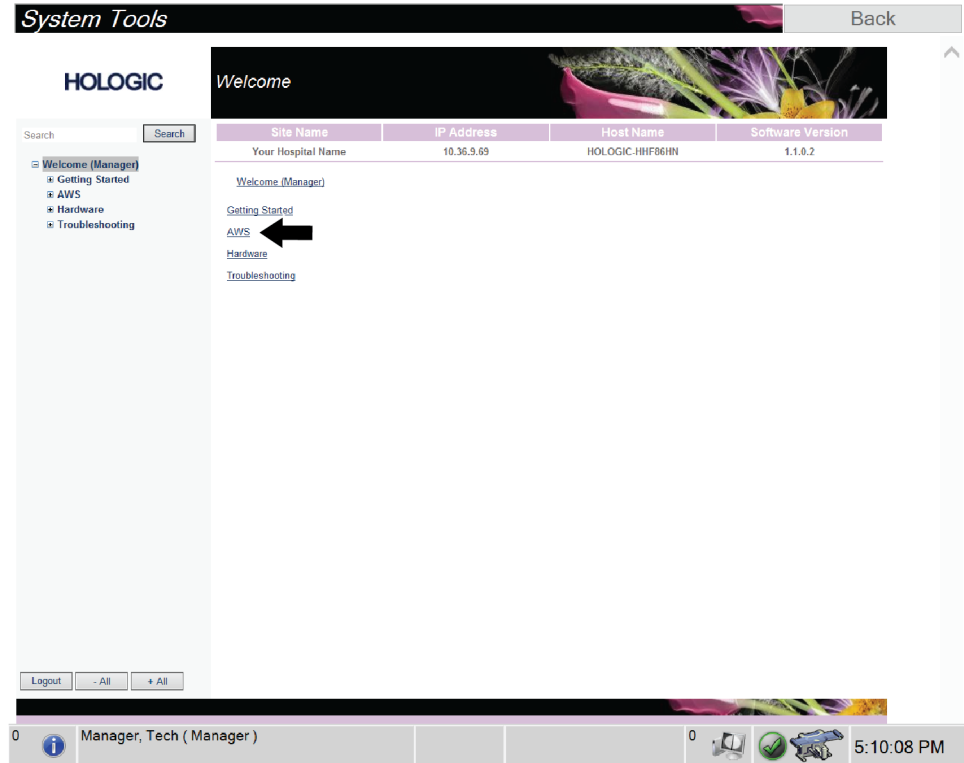 System Tools
Back
HOLOGIC
Welcome
Search Search
Site Name IP Address Host Name Software Version
Your Hospital Name 10.36.9.69 HOLOGIC-HHF86HN 1.1.0.2
Welcome (Manager)
Getting Started
AWS
Hardware
Troubleshooting
Welcome (Manager)
Getting Started
AWS
Hardware
Troubleshooting
Logout - All + All
0 Manager, Tech ( Manager ) 0 5:10:08 PM